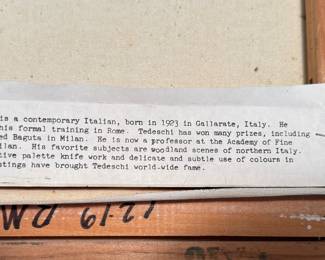 is a contemporary Italian, born in 1923 in Gallarate, Italy. He
his formal training in Rome. Tedeschi has won many prizes, including
ed Baguta in Milan. He is now a professor at the Academy of Fine
ilan. His favorite subjects are woodland scenes of northern Italy.
tive palette knife work and delicate and subtle use of colours in
ntings have brought Tedeschi world-wide fame.